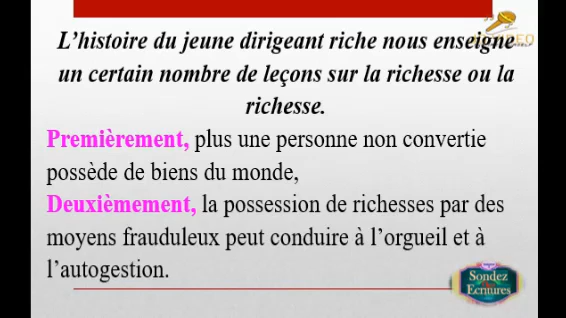 L'histoire du jeune dirigeant riche nous enseigne
un certain nombre de leçons sur la richesse ou la
richesse.
Premièrement, plus une personne non convertie
possède de biens du monde,
Deuxièmement, la possession de richesses par des
moyens frauduleux peut conduire à l'orgueil et à
l'autogestion.
Sondez
Ecritures